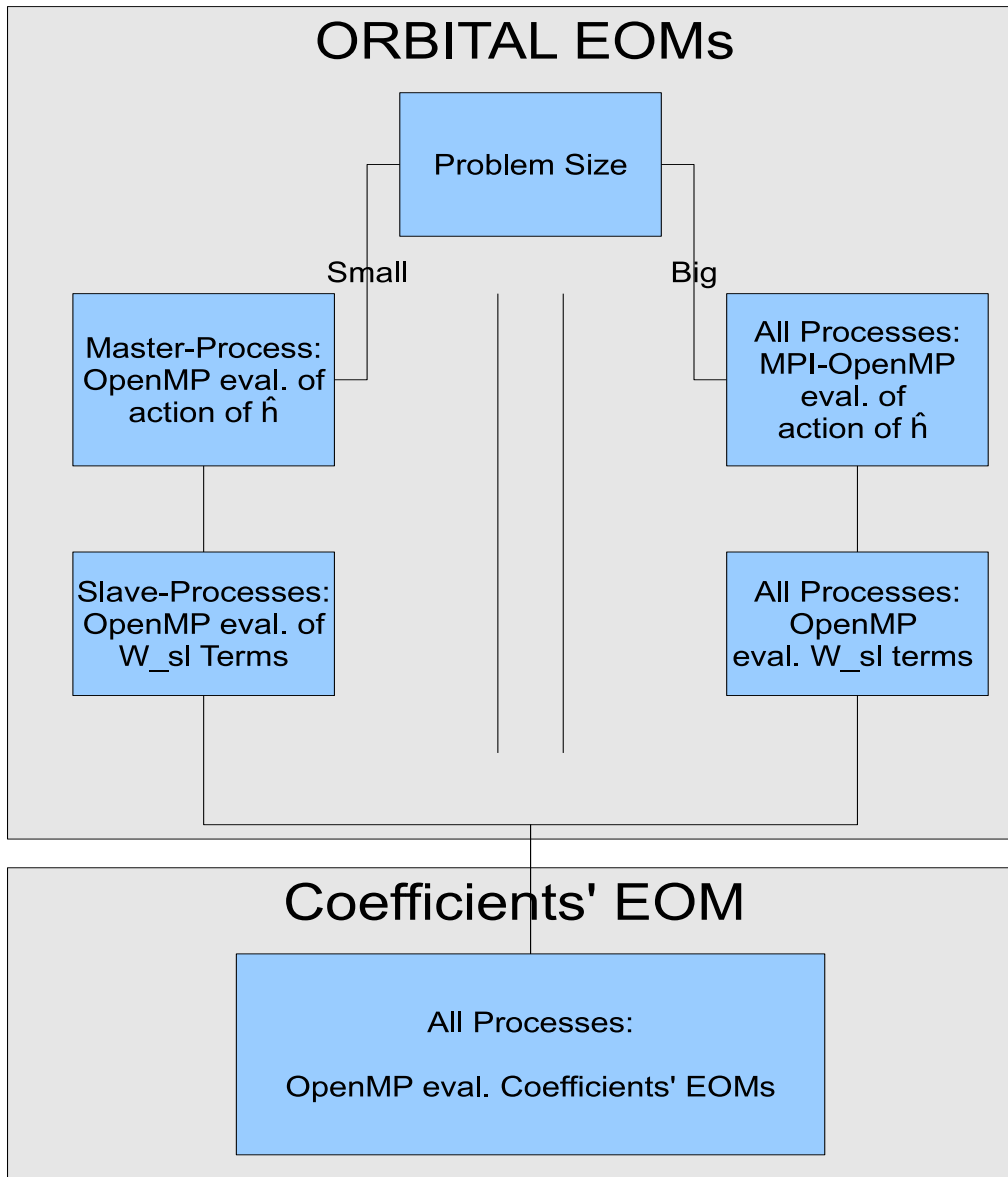 ORBITAL EOMs
Problem Size
Small
Big
Master-Process:
OpenMP eval. of
action of ĥ
All Processes:
MPI-OpenMP
eval. of
action of ĥ
Slave-Processes:
OpenMP eval. of
W_sl Terms
All Processes:
OpenMP
eval. W_sl terms
Coefficients' EOM
All Processes:
OpenMP eval. Coefficients' EOMs